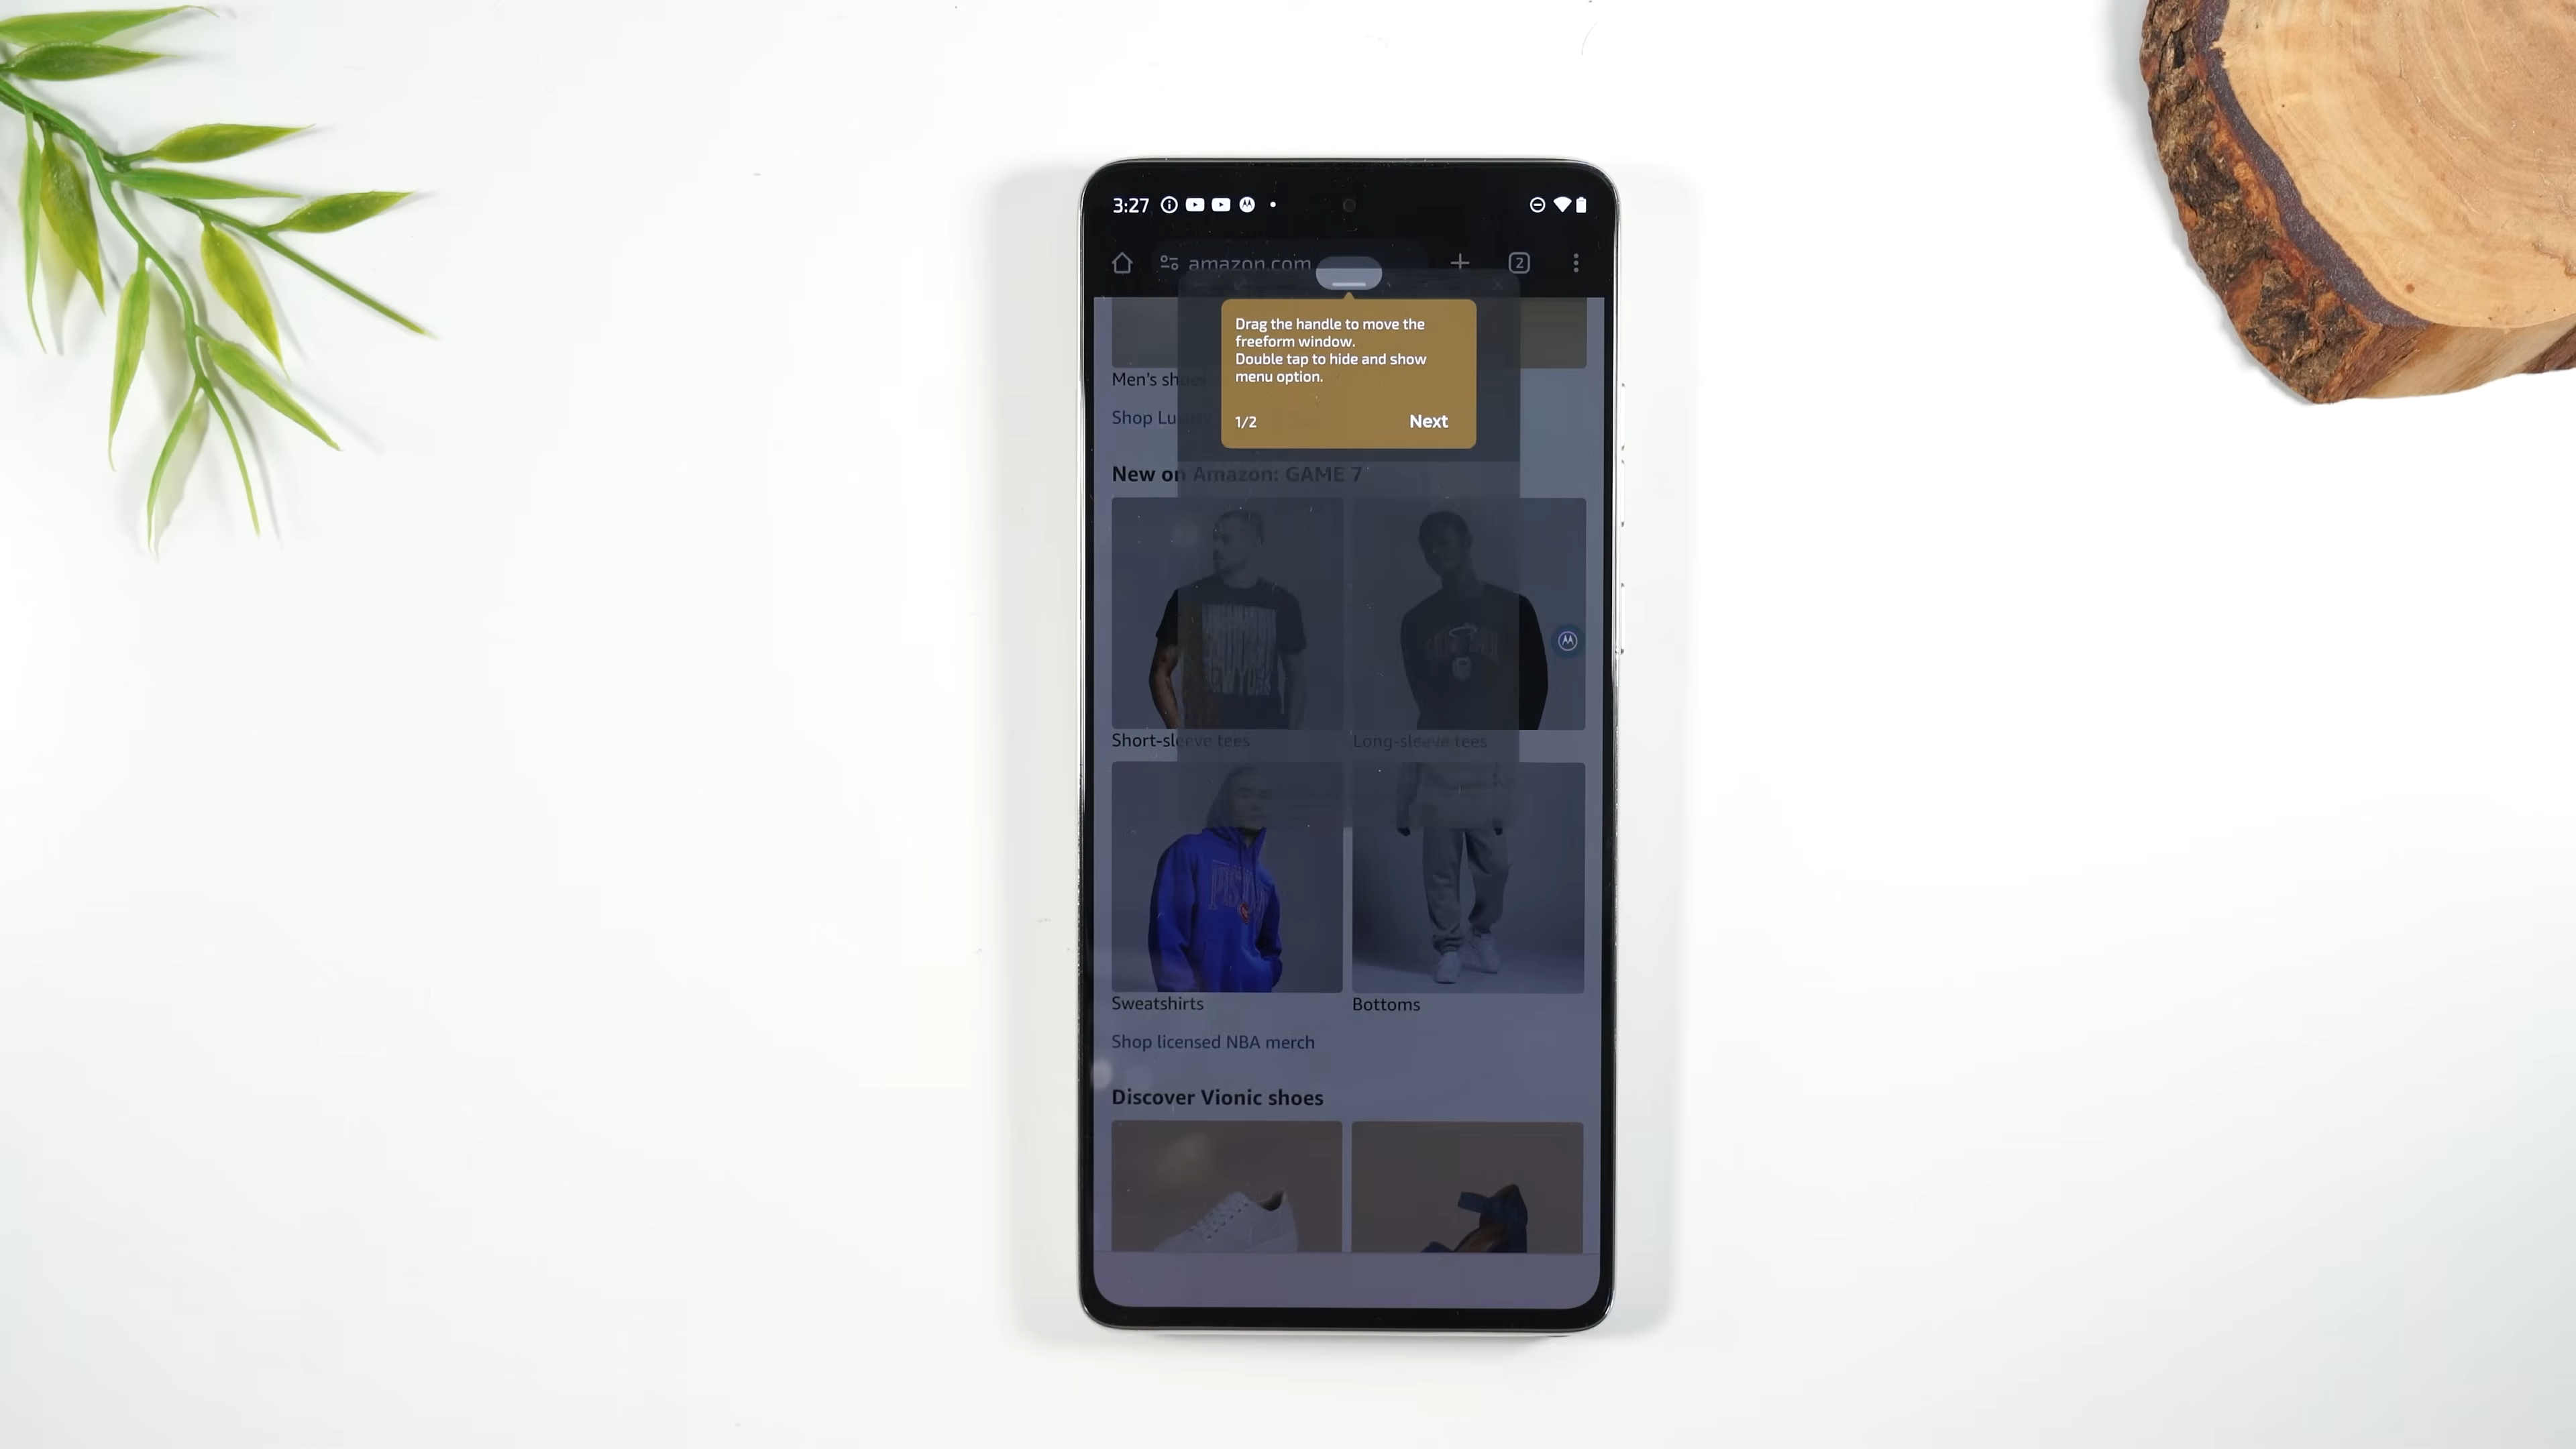 3:27
amazon.com
2
Drag the handle to move the
freeform window.
Double tap to hide and show
menu option.
1/2
Next
Men's shoes
Shop
New on Amazon: GAME 7
Short-sleeve tees
Long-sleeve tees
Sweatshirts
Bottoms
Shop licensed NBA merch
Discover Vionic shoes